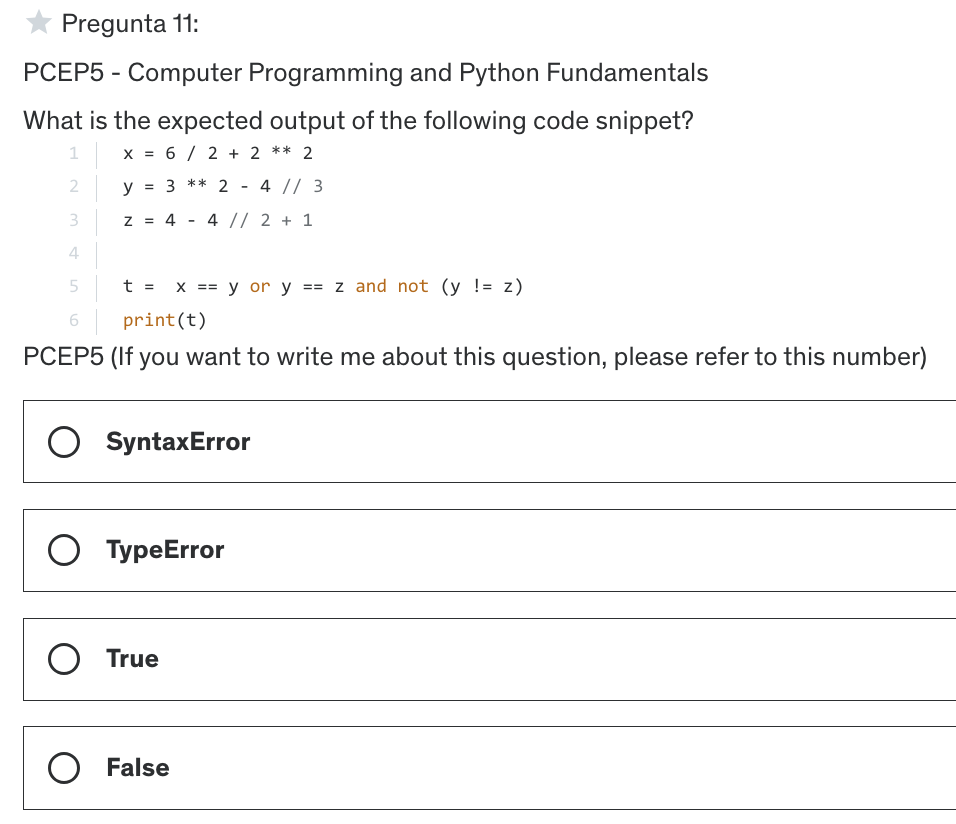 Pregunta 11:
PCEP5 - Computer Programming and Python Fundamentals
What is the expected output of the following code snippet?
1 x = 6 / 2 + 2 ** 2
2 y = 3 ** 2 - 4 // 3
3 z = 4 - 4 // 2 + 1
4
5 t =  x == y or y == z and not (y != z)
6 print(t)
PCEP5 (If you want to write me about this question, please refer to this number)
SyntaxError
TypeError
True
False